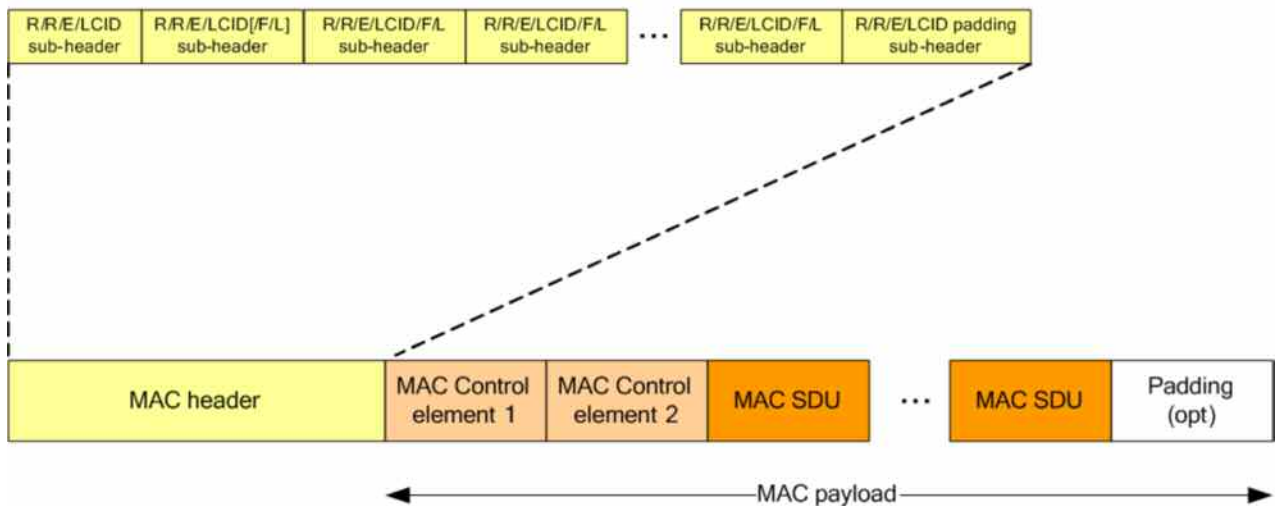 R/R/E/LCID
sub-header
R/R/E/LCID[/F/L]
sub-header
R/R/E/LCID/F/L
sub-header
R/R/E/LCID/F/L
sub-header
...
R/R/E/LCID/F/L
sub-header
R/R/E/LCID padding
sub-header
MAC header
MAC Control
element 1
MAC Control
element 2
MAC SDU
...
MAC SDU
Padding
(opt)
MAC payload